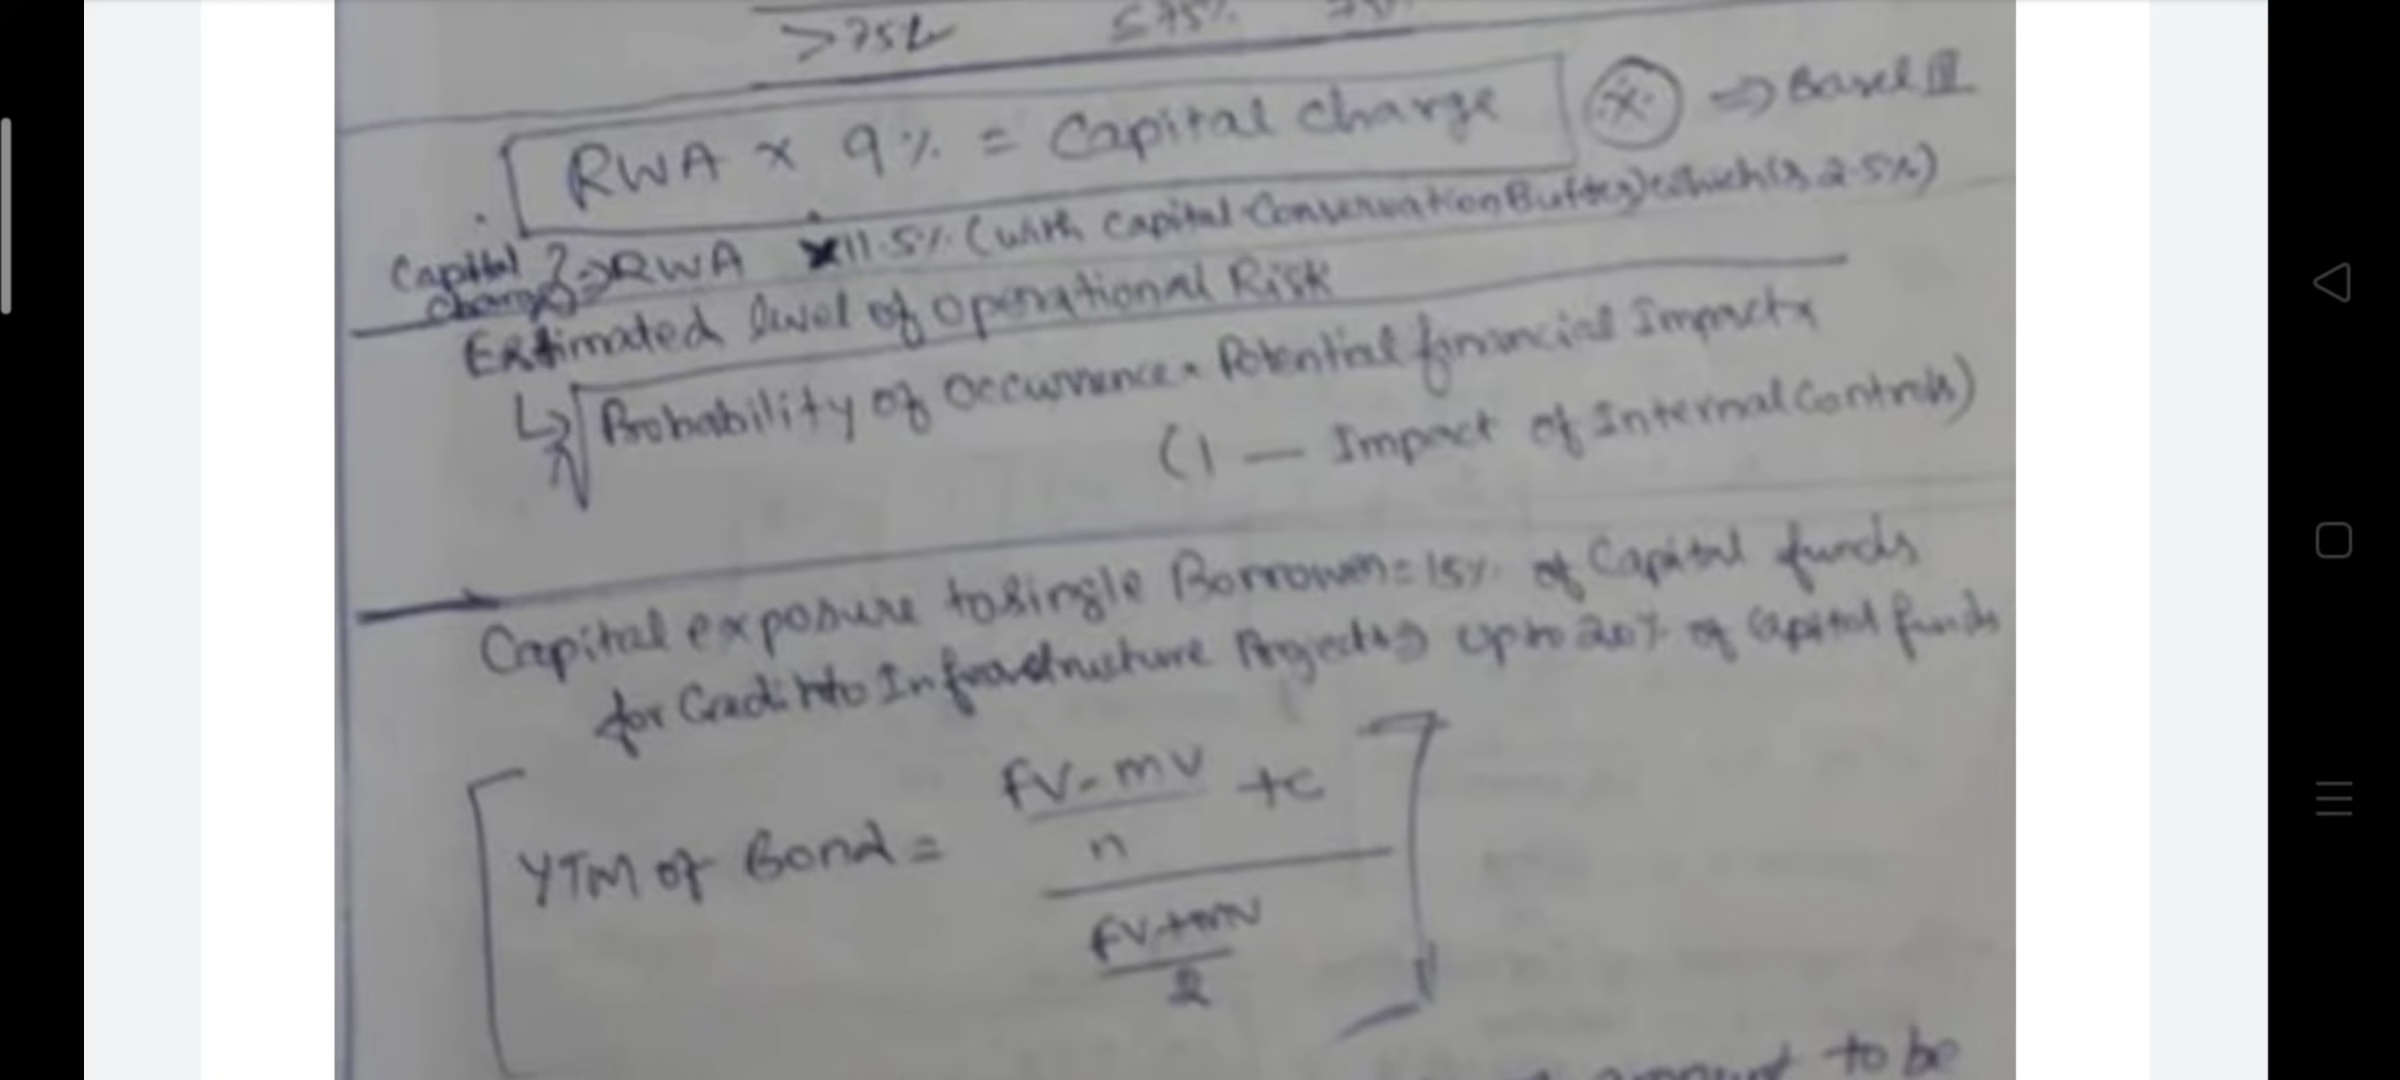 >75% ≤75%
RWA × 9% = Capital charge * ⇒ Basel III
Capital charge} ⇒ RWA ×11.5% (with Capital Conservation Buffer) which is 2.5%)
Estimated level of operational Risk
↳ √ Probability of occurrence × Potential financial Impact ×
(1 — Impact of Internal Controls)
Capital exposure to single Borrower = 15% of Capital funds
for Credit to Infrastructure Projects upto 20% of Capital funds
YTM of Bond = FV-MV/n + C
FV+MV/2
amount to be